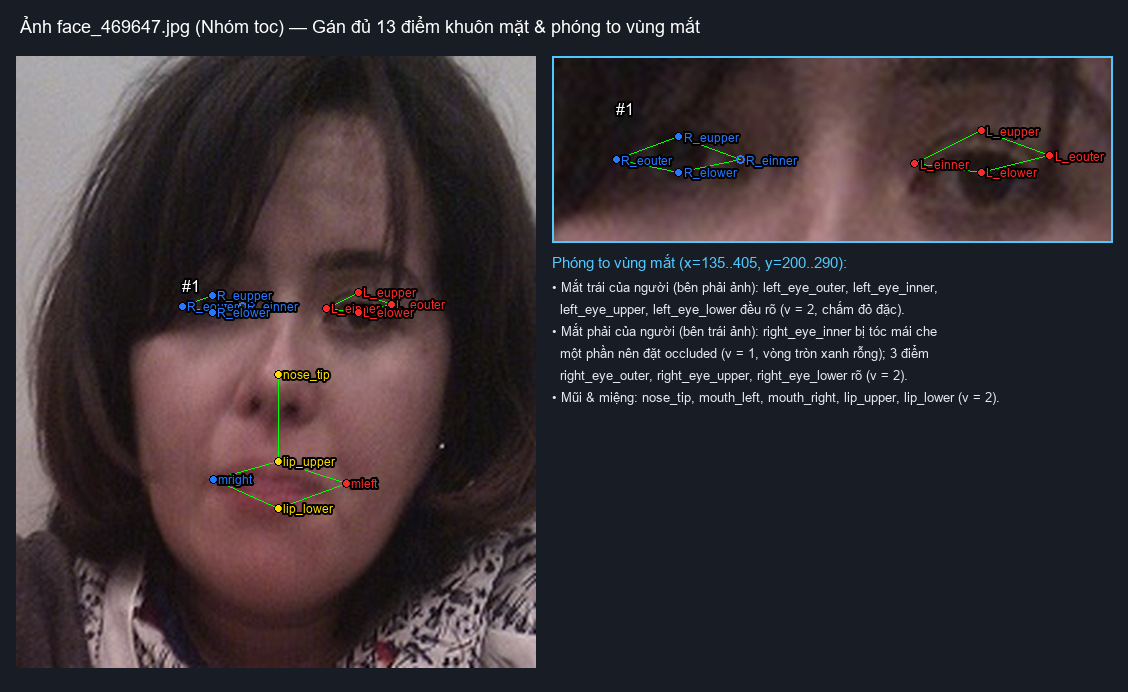 Ảnh face_469647.jpg (Nhóm toc) — Gán đủ 13 điểm khuôn mặt & phóng to vùng mắt
#1
R_eupper
R_eouter
R_einner
R_elower
L_eupper
L_einner
L_eouter
L_elower
nose_tip
lip_upper
mright
mleft
lip_lower
#1
R_eupper
R_eouter
R_einner
R_elower
L_eupper
L_eouter
L_einner
L_elower
Phóng to vùng mắt (x=135..405, y=200..290):
• Mắt trái của người (bên phải ảnh): left_eye_outer, left_eye_inner,
left_eye_upper, left_eye_lower đều rõ (v = 2, chấm đỏ đặc).
• Mắt phải của người (bên trái ảnh): right_eye_inner bị tóc mái che
một phần nên đặt occluded (v = 1, vòng tròn xanh rỗng); 3 điểm
right_eye_outer, right_eye_upper, right_eye_lower rõ (v = 2).
• Mũi & miệng: nose_tip, mouth_left, mouth_right, lip_upper, lip_lower (v = 2).